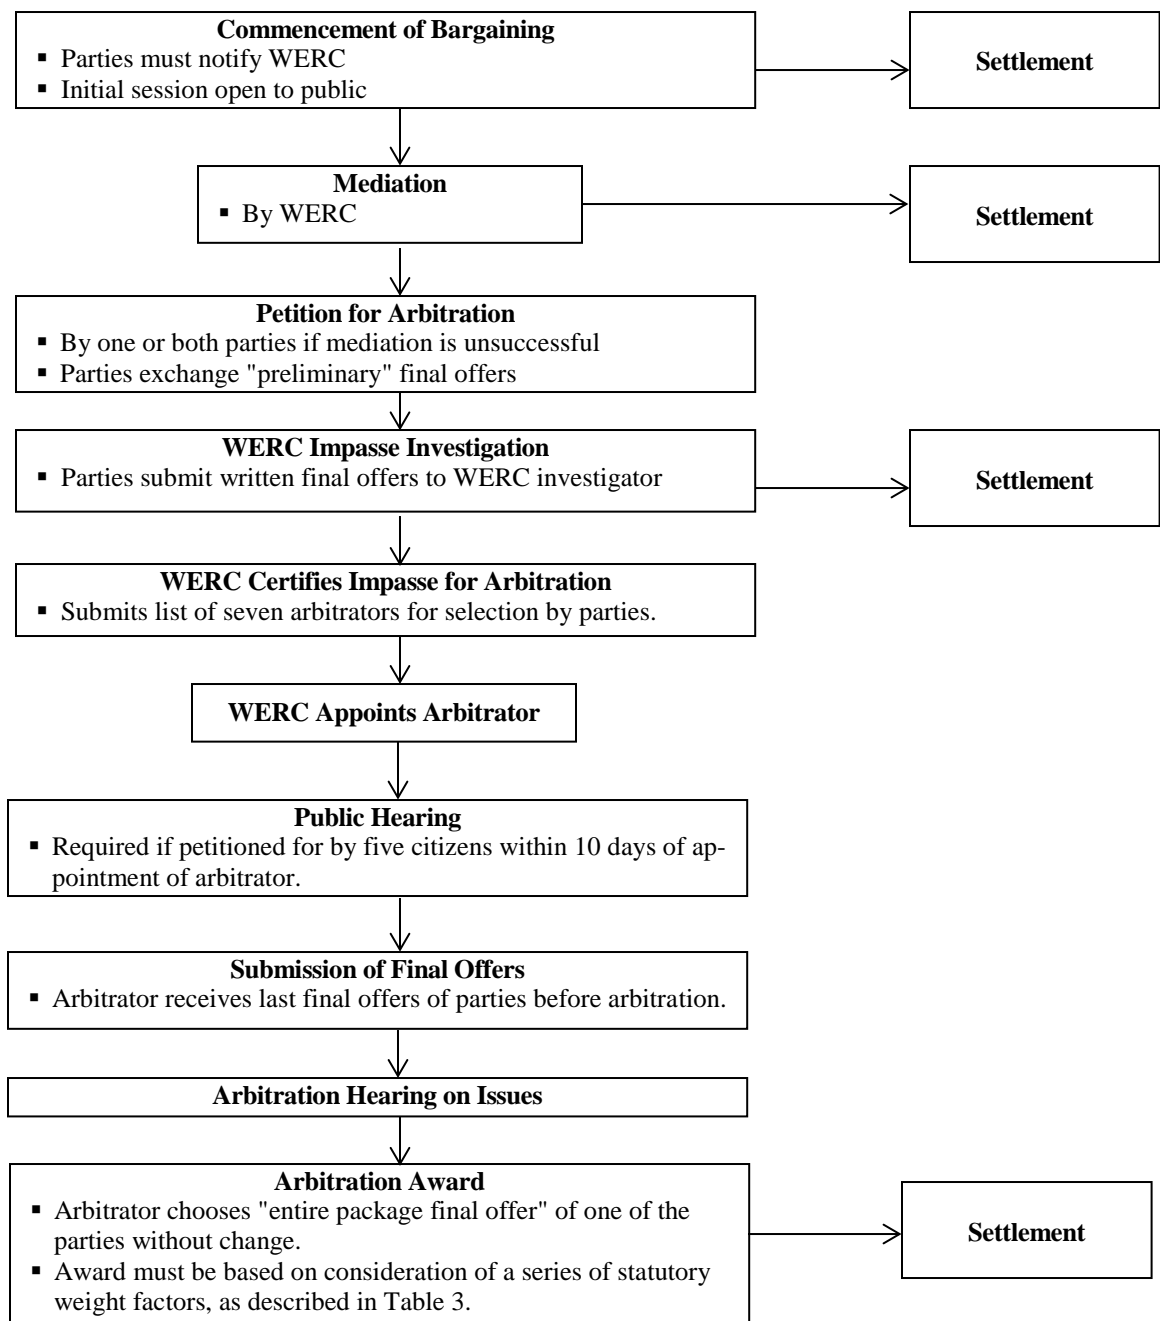 Commencement of Bargaining
▪ Parties must notify WERC
▪ Initial session open to public
Settlement
Mediation
▪ By WERC
Settlement
Petition for Arbitration
▪ By one or both parties if mediation is unsuccessful
▪ Parties exchange "preliminary" final offers
WERC Impasse Investigation
▪ Parties submit written final offers to WERC investigator
Settlement
WERC Certifies Impasse for Arbitration
▪ Submits list of seven arbitrators for selection by parties.
WERC Appoints Arbitrator
Public Hearing
▪ Required if petitioned for by five citizens within 10 days of ap-
pointment of arbitrator.
Submission of Final Offers
▪ Arbitrator receives last final offers of parties before arbitration.
Arbitration Hearing on Issues
Arbitration Award
▪ Arbitrator chooses "entire package final offer" of one of the
parties without change.
▪ Award must be based on consideration of a series of statutory
weight factors, as described in Table 3.
Settlement